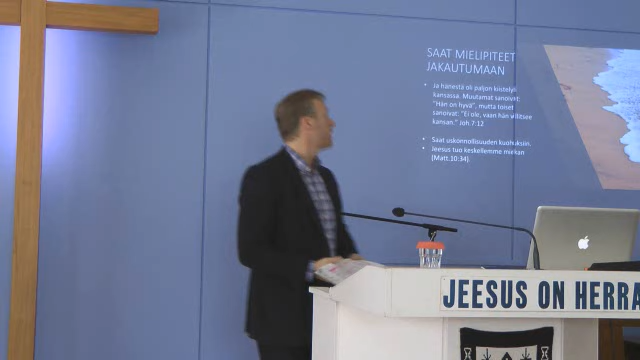 SAAT MIELIPITEET
JAKAUTUMAAN
• Ja hänestä oli paljon kiistelyä
kansassa. Muutamat sanoivat:
"Hän on hyvä", mutta toiset
sanoivat: "Ei ole, vaan hän villitsee
kansan." Joh 7:12
• Saat uskonnollisuuden kuohuksiin.
• Jeesus tuo keskellemme miekan
(Matt.10:34).
JEESUS ON HERRA